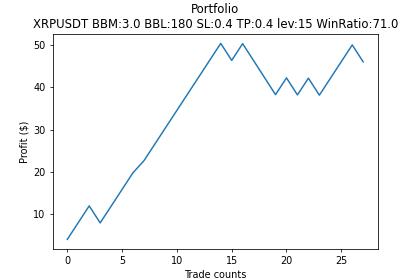 Portfolio
XRPUSDT BBM:3.0 BBL:180 SL:0.4 TP:0.4 lev:15 WinRatio:71.0
50
40
30
20
10
Profit ($)
0 5 10 15 20 25
Trade counts